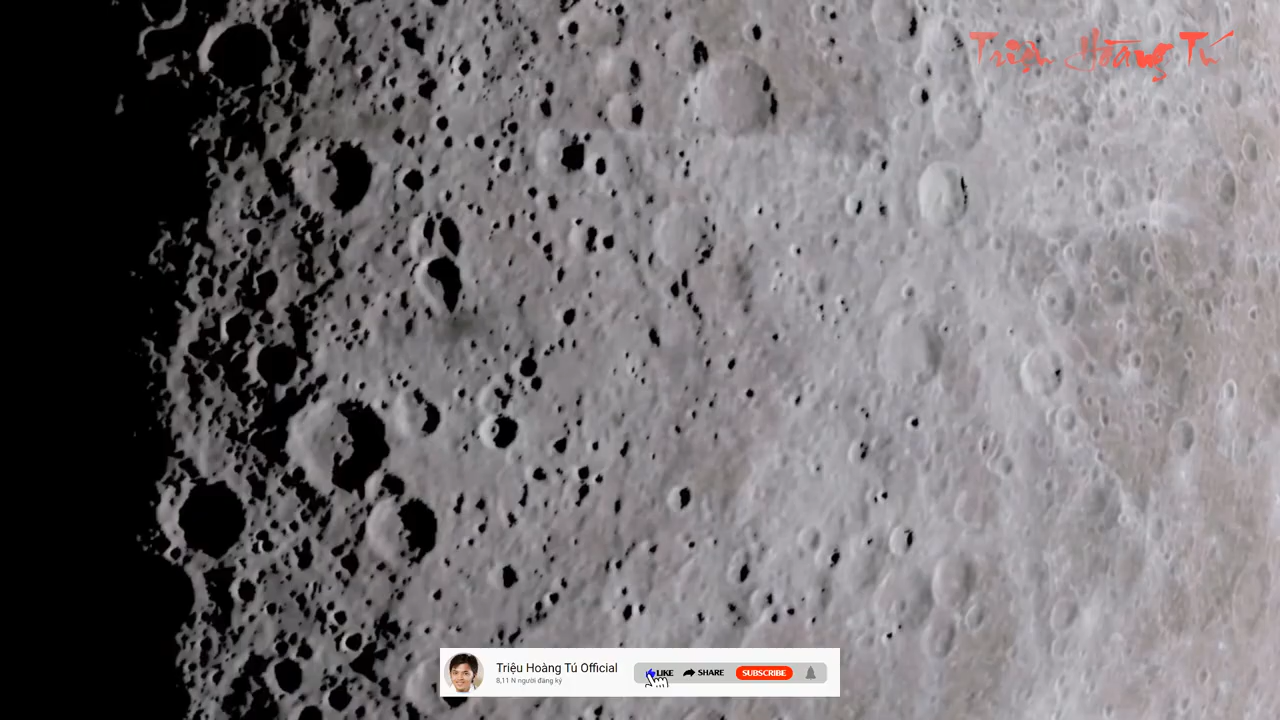 Triệu Hoàng Tú
Triệu Hoàng Tú Official
8,11 N người đăng ký
LIKE
SHARE
SUBSCRIBE